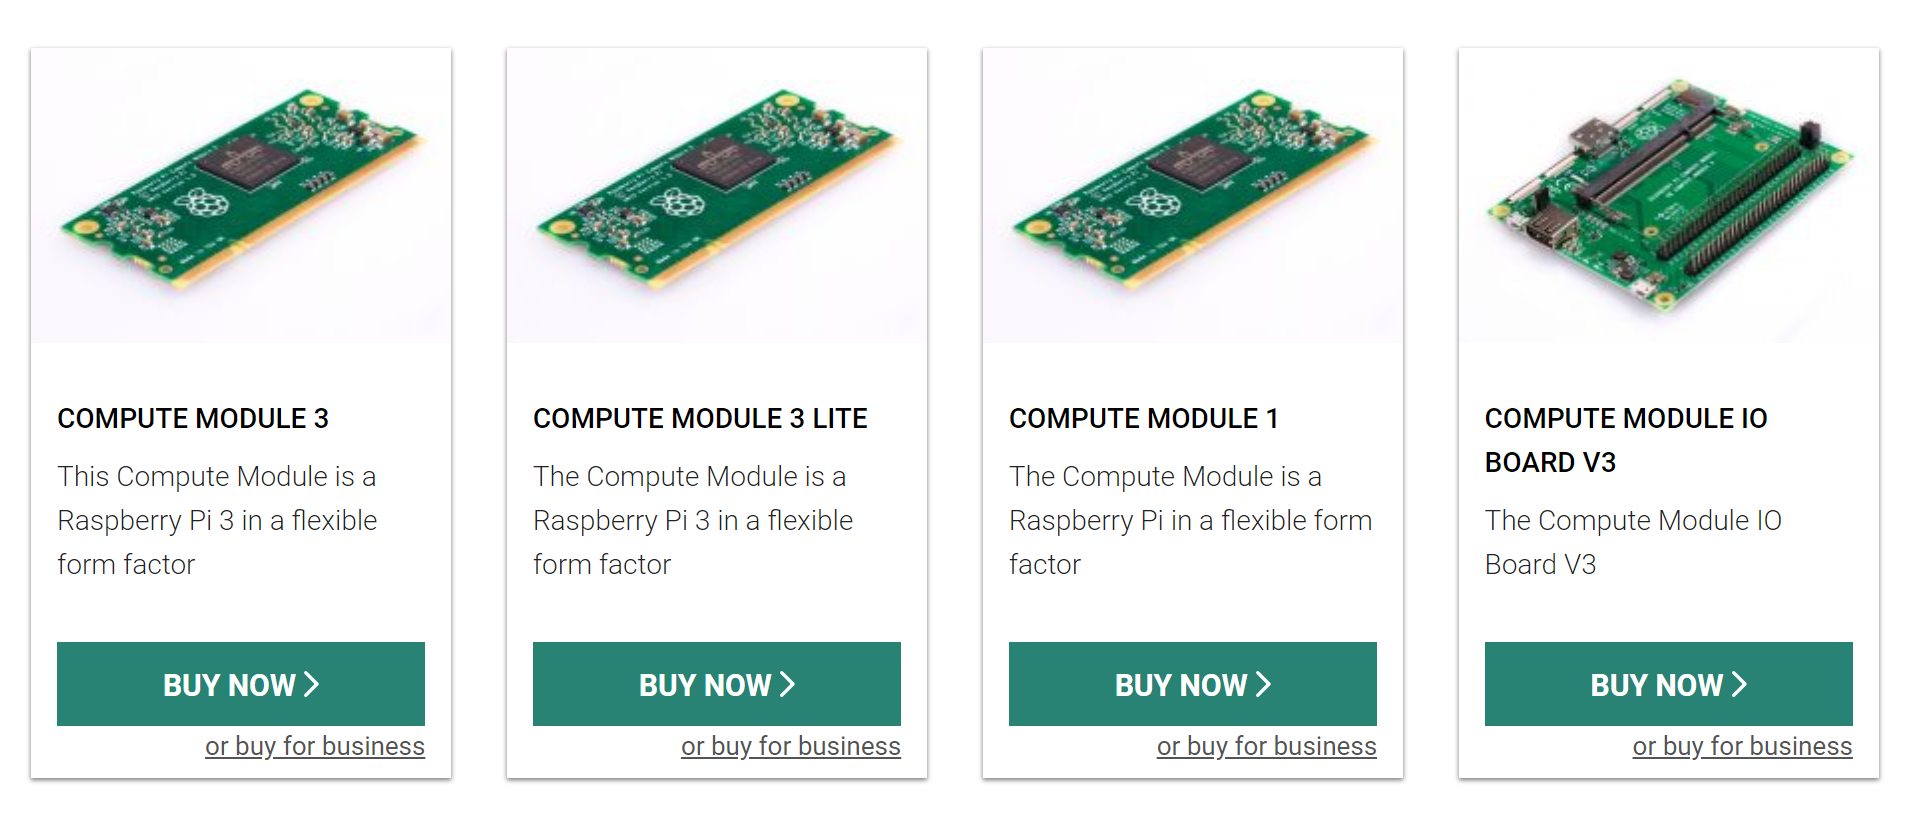 COMPUTE MODULE 3
This Compute Module is a
Raspberry Pi 3 in a flexible
form factor
BUY NOW
or buy for business
COMPUTE MODULE 3 LITE
The Compute Module is a
Raspberry Pi 3 in a flexible
form factor
BUY NOW
or buy for business
COMPUTE MODULE 1
The Compute Module is a
Raspberry Pi in a flexible form
factor
BUY NOW
or buy for business
COMPUTE MODULE IO
BOARD V3
The Compute Module IO
Board V3
BUY NOW
or buy for business